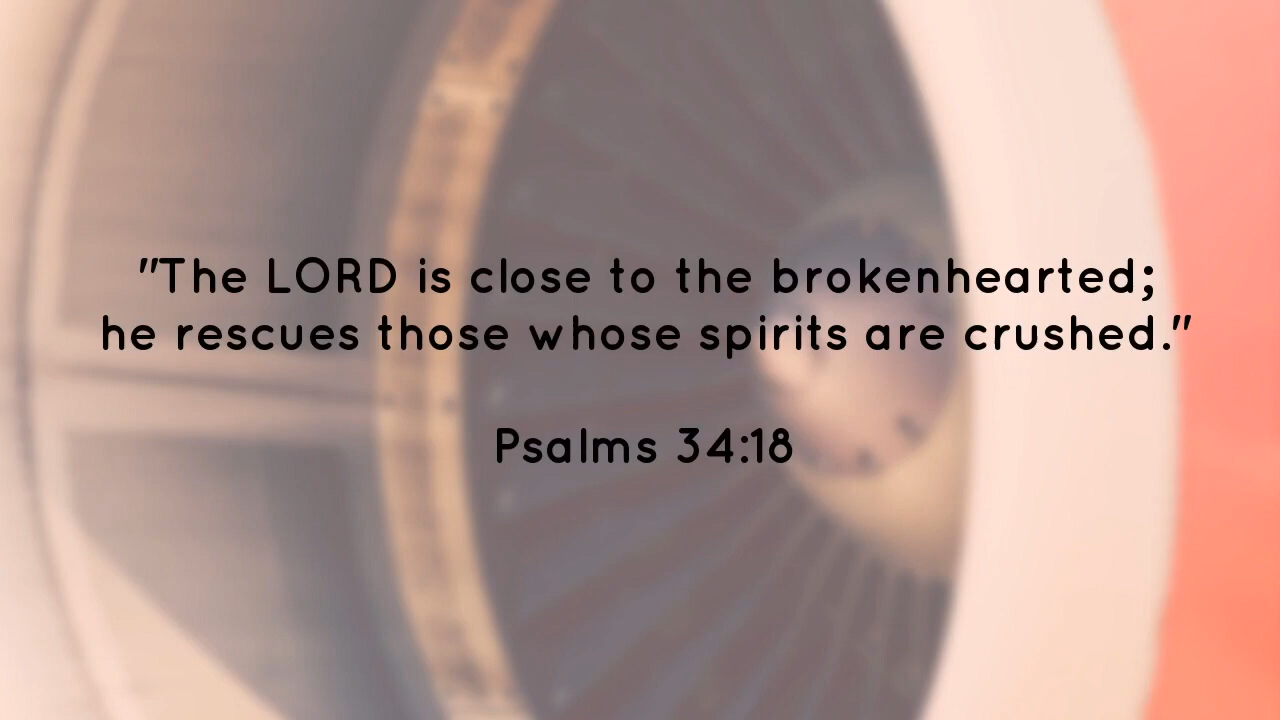 "The LORD is close to the brokenhearted;
he rescues those whose spirits are crushed."
Psalms 34:18